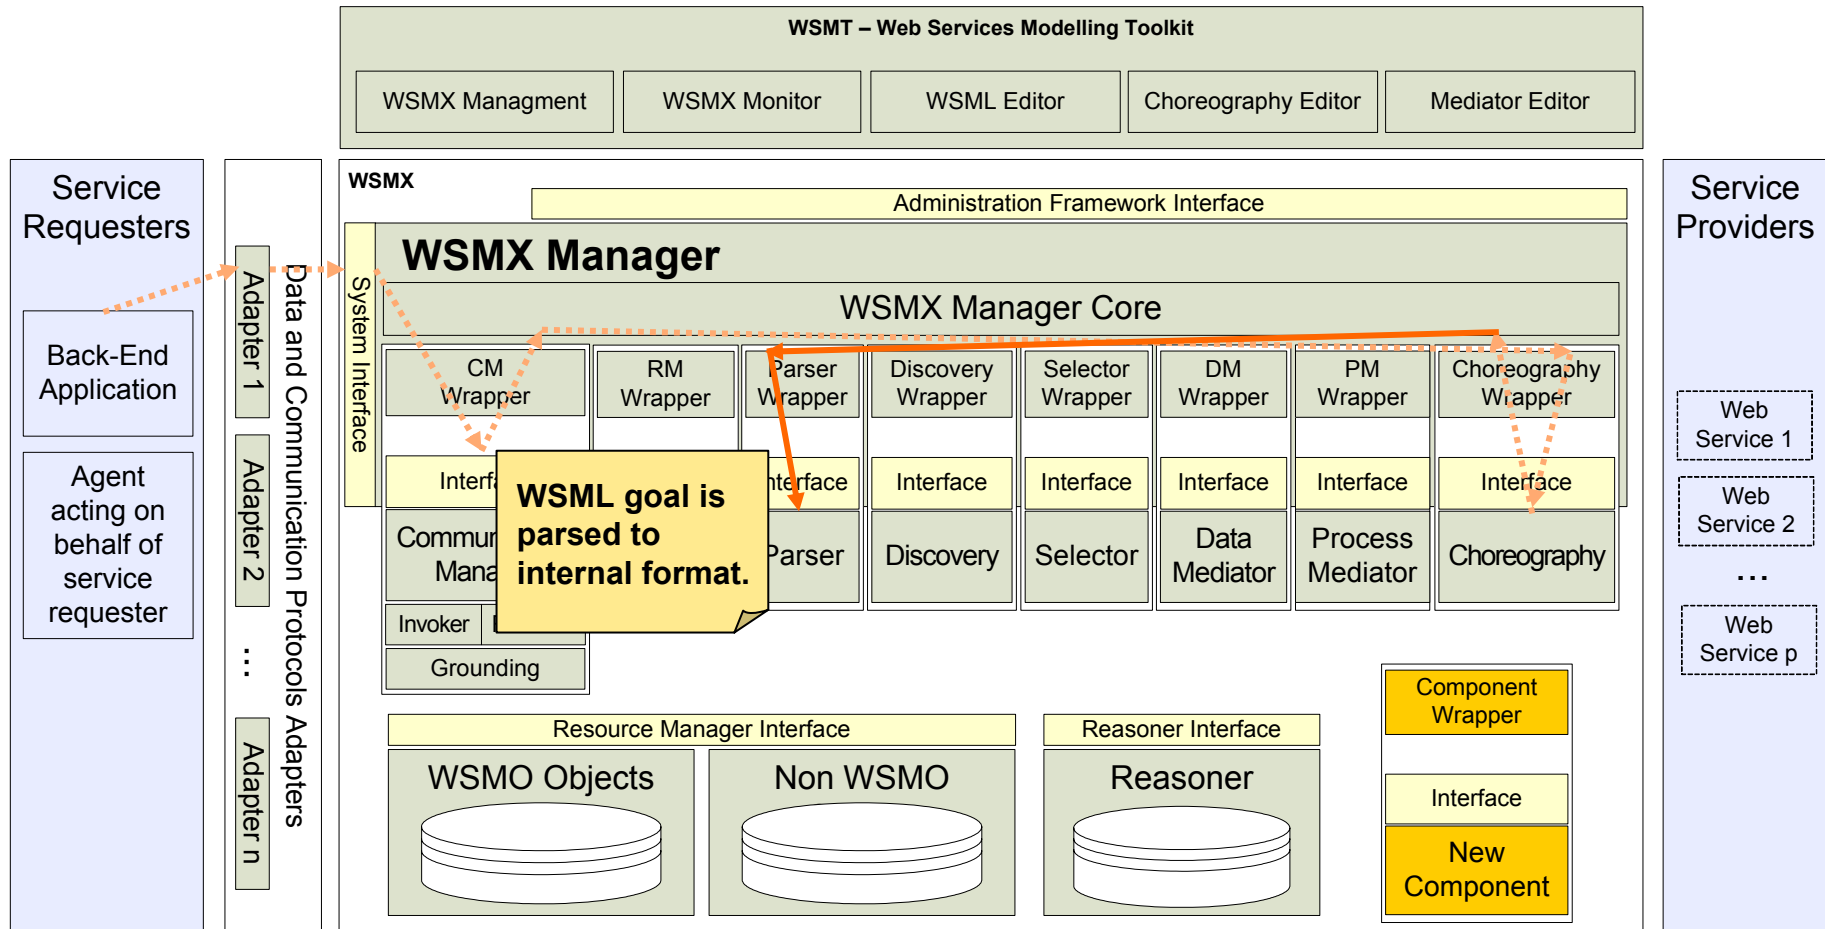 WSMT – Web Services Modelling Toolkit
WSMX Managment
WSMX Monitor
WSML Editor
Choreography Editor
Mediator Editor
Service
Requesters
Back-End
Application
Agent
acting on
behalf of
service
requester
Adapter 1
Adapter 2
...
Adapter n
Data and Communication Protocols Adapters
WSMX
Administration Framework Interface
System Interface
WSMX Manager
WSMX Manager Core
CM
Wrapper
RM
Wrapper
Parser
Wrapper
Discovery
Wrapper
Selector
Wrapper
DM
Wrapper
PM
Wrapper
Choreography
Wrapper
Interface
Interface
Interface
Interface
Interface
Interface
WSML goal is
parsed to
internal format.
Parser
Discovery
Selector
Data
Mediator
Process
Mediator
Choreography
Invoker
Grounding
Resource Manager Interface
WSMO Objects
Non WSMO
Reasoner Interface
Reasoner
Component
Wrapper
Interface
New
Component
Service
Providers
Web
Service 1
Web
Service 2
...
Web
Service p